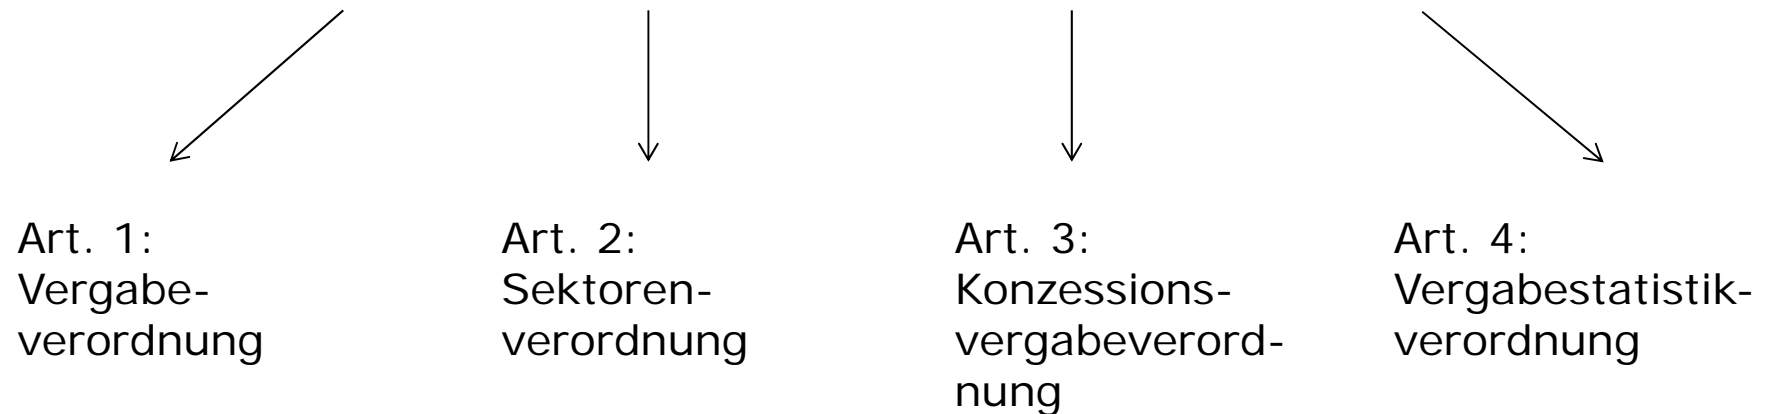 Art. 1:
Vergabe-
verordnung
Art. 2:
Sektoren-
verordnung
Art. 3:
Konzessions-
vergabeverord-
nung
Art. 4:
Vergabestatistik-
verordnung